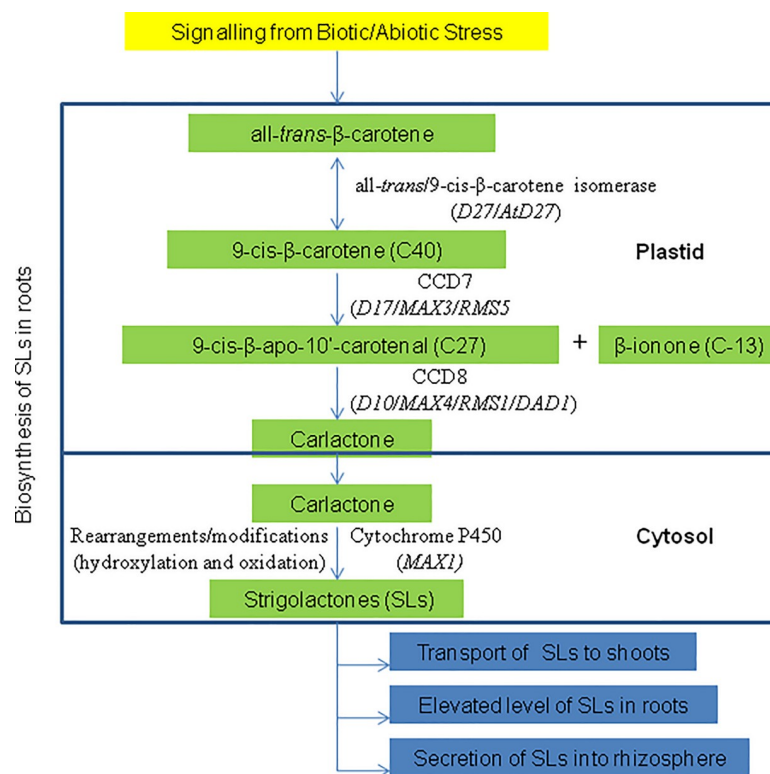 Signalling from Biotic/Abiotic Stress
all-trans-β-carotene
all-trans/9-cis-β-carotene isomerase
(D27/AtD27)
9-cis-β-carotene (C40)
Plastid
CCD7
(D17/MAX3/RMS5
9-cis-β-apo-10'-carotenal (C27)
+
β-ionone (C-13)
CCD8
(D10/MAX4/RMS1/DAD1)
Carlactone
Biosynthesis of SLs in roots
Carlactone
Rearrangements/modifications
(hydroxylation and oxidation)
Cytochrome P450
(MAX1)
Cytosol
Strigolactones (SLs)
Transport of SLs to shoots
Elevated level of SLs in roots
Secretion of SLs into rhizosphere